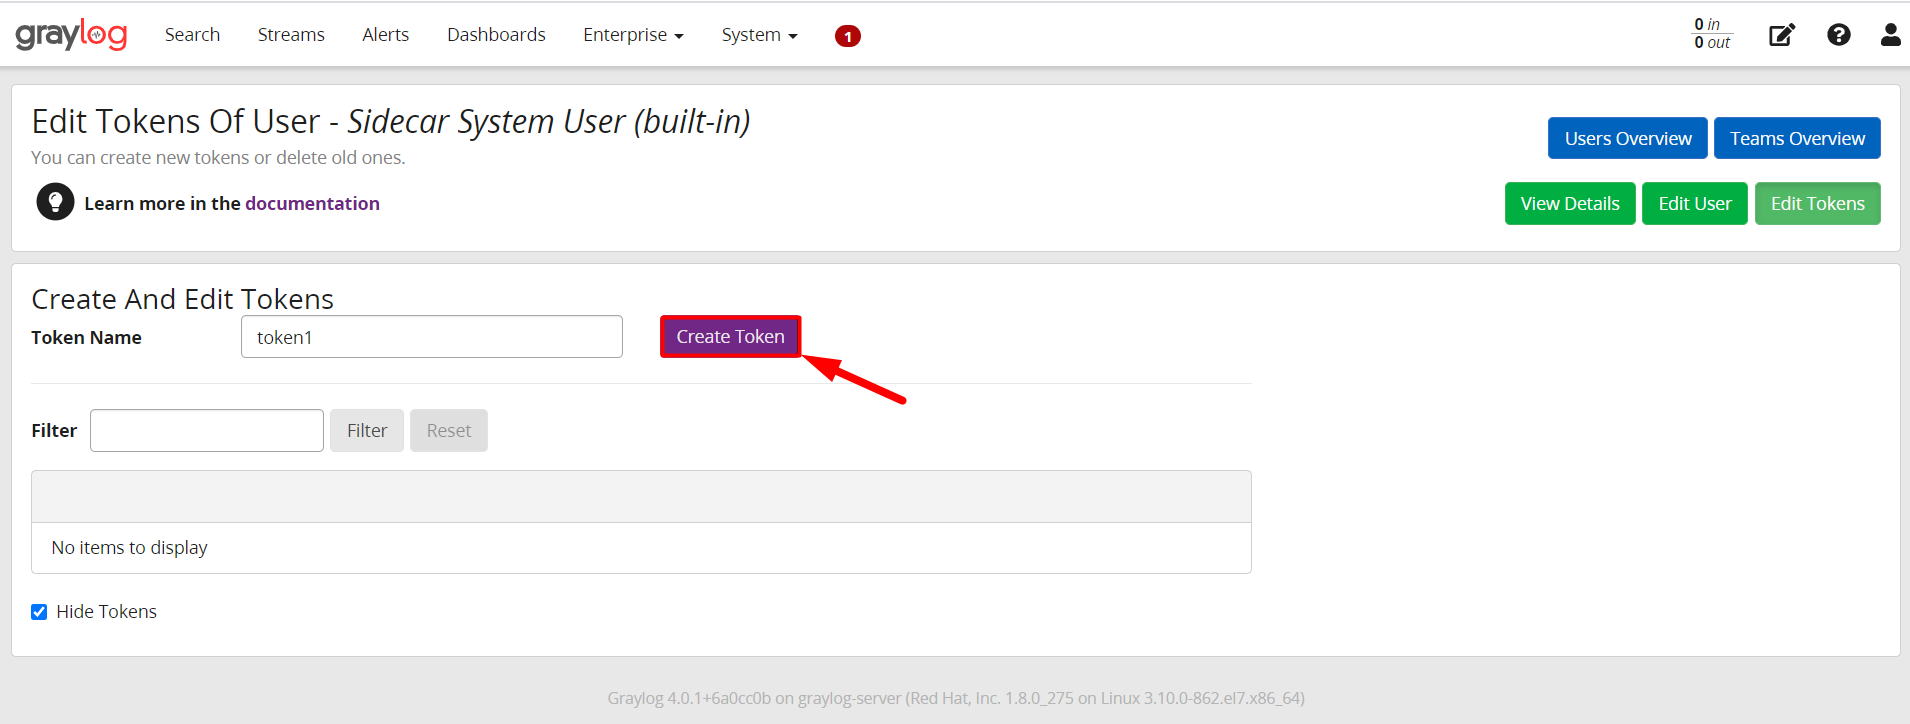 graylog Search Streams Alerts Dashboards Enterprise System 1 0 in
0 out
Edit Tokens Of User - Sidecar System User (built-in)
You can create new tokens or delete old ones.
Users Overview Teams Overview
Learn more in the documentation
View Details Edit User Edit Tokens
Create And Edit Tokens
Token Name token1 Create Token
Filter Filter Reset
No items to display
Hide Tokens
Graylog 4.0.1+6a0cc0b on graylog-server (Red Hat, Inc. 1.8.0_275 on Linux 3.10.0-862.el7.x86_64)